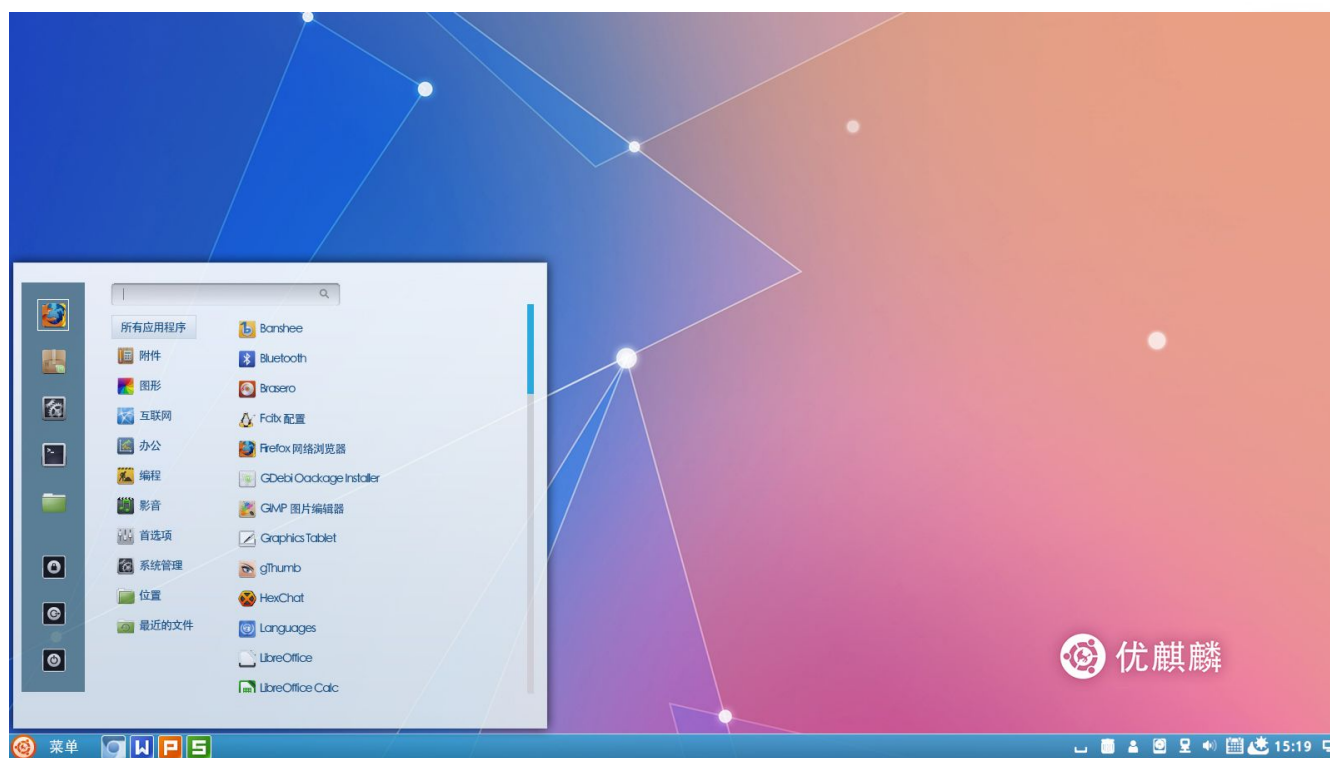 所有应用程序
附件
图形
互联网
办公
编程
影音
首选项
系统管理
位置
最近的文件
Banshee
Bluetooth
Brasero
Fcitx 配置
Firefox 网络浏览器
GDebi Oackage Installer
GIMP 图片编辑器
Graphics Tablet
gThumb
HexChat
Languages
LibreOffice
LibreOffice Calc
优麒麟
菜单
W P S
15:19